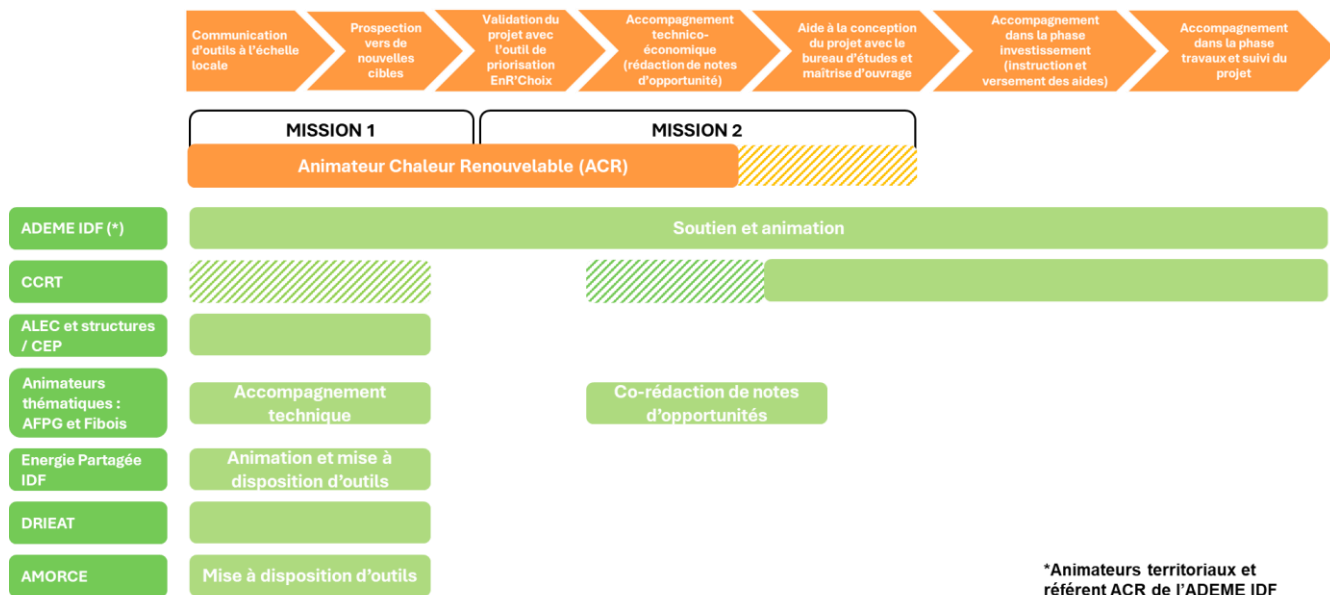 Communication
d'outils à l'échelle
locale
Prospection
vers de
nouvelles
cibles
Validation du
projet avec
l'outil de
priorisation
EnR'Choix
Accompagnement
technico-
économique
(rédaction de notes
d'opportunité)
Aide à la conception
du projet avec le
bureau d'études et
maîtrise d'ouvrage
Accompagnement
dans la phase
investissement
(instruction et
versement des aides)
Accompagnement
dans la phase
travaux et suivi du
projet
MISSION 1
MISSION 2
Animateur Chaleur Renouvelable (ACR)
ADEME IDF (*)
Soutien et animation
CCRT
ALEC et structures
/ CEP
Animateurs
thématiques :
AFPG et Fibois
Accompagnement
technique
Co-rédaction de notes
d'opportunités
Energie Partagée
IDF
Animation et mise à
disposition d'outils
DRIEAT
AMORCE
Mise à disposition d'outils
*Animateurs territoriaux et
référent ACR de l'ADEME IDF